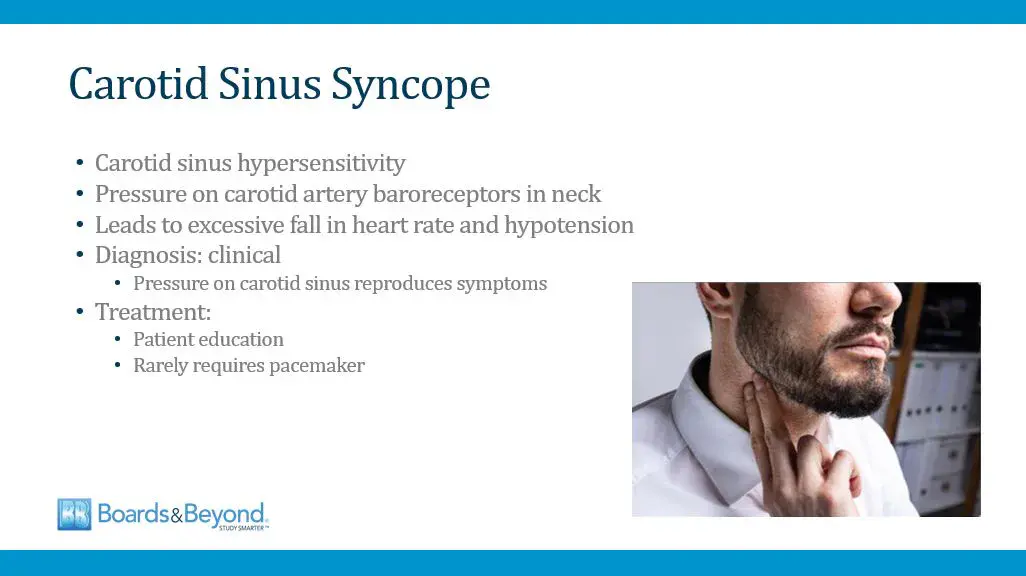 Carotid Sinus Syncope
• Carotid sinus hypersensitivity
• Pressure on carotid artery baroreceptors in neck
• Leads to excessive fall in heart rate and hypotension
• Diagnosis: clinical
• Pressure on carotid sinus reproduces symptoms
• Treatment:
• Patient education
• Rarely requires pacemaker
BB Boards&Beyond®
STUDY SMARTER™